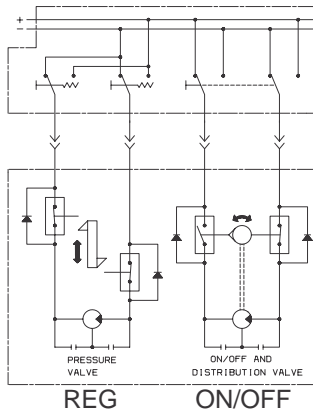 +
−
PRESSURE
VALVE
ON/OFF AND
DISTRIBUTION VALVE
REG
ON/OFF